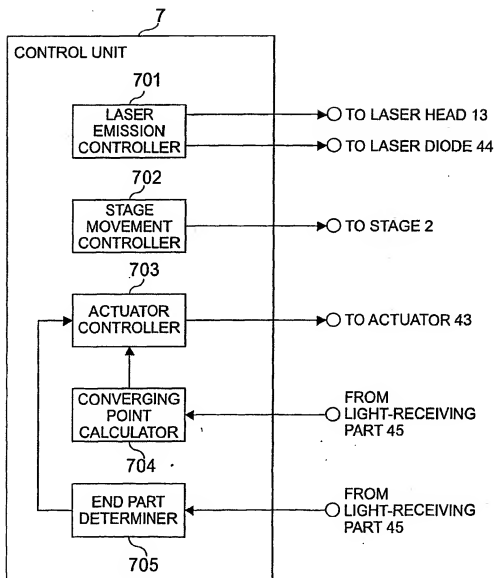 7
CONTROL UNIT
701
LASER
EMISSION
CONTROLLER
TO LASER HEAD 13
TO LASER DIODE 44
702
STAGE
MOVEMENT
CONTROLLER
TO STAGE 2
703
ACTUATOR
CONTROLLER
TO ACTUATOR 43
CONVERGING
POINT
CALCULATOR
704
FROM
LIGHT-RECEIVING
PART 45
END PART
DETERMINER
705
FROM
LIGHT-RECEIVING
PART 45